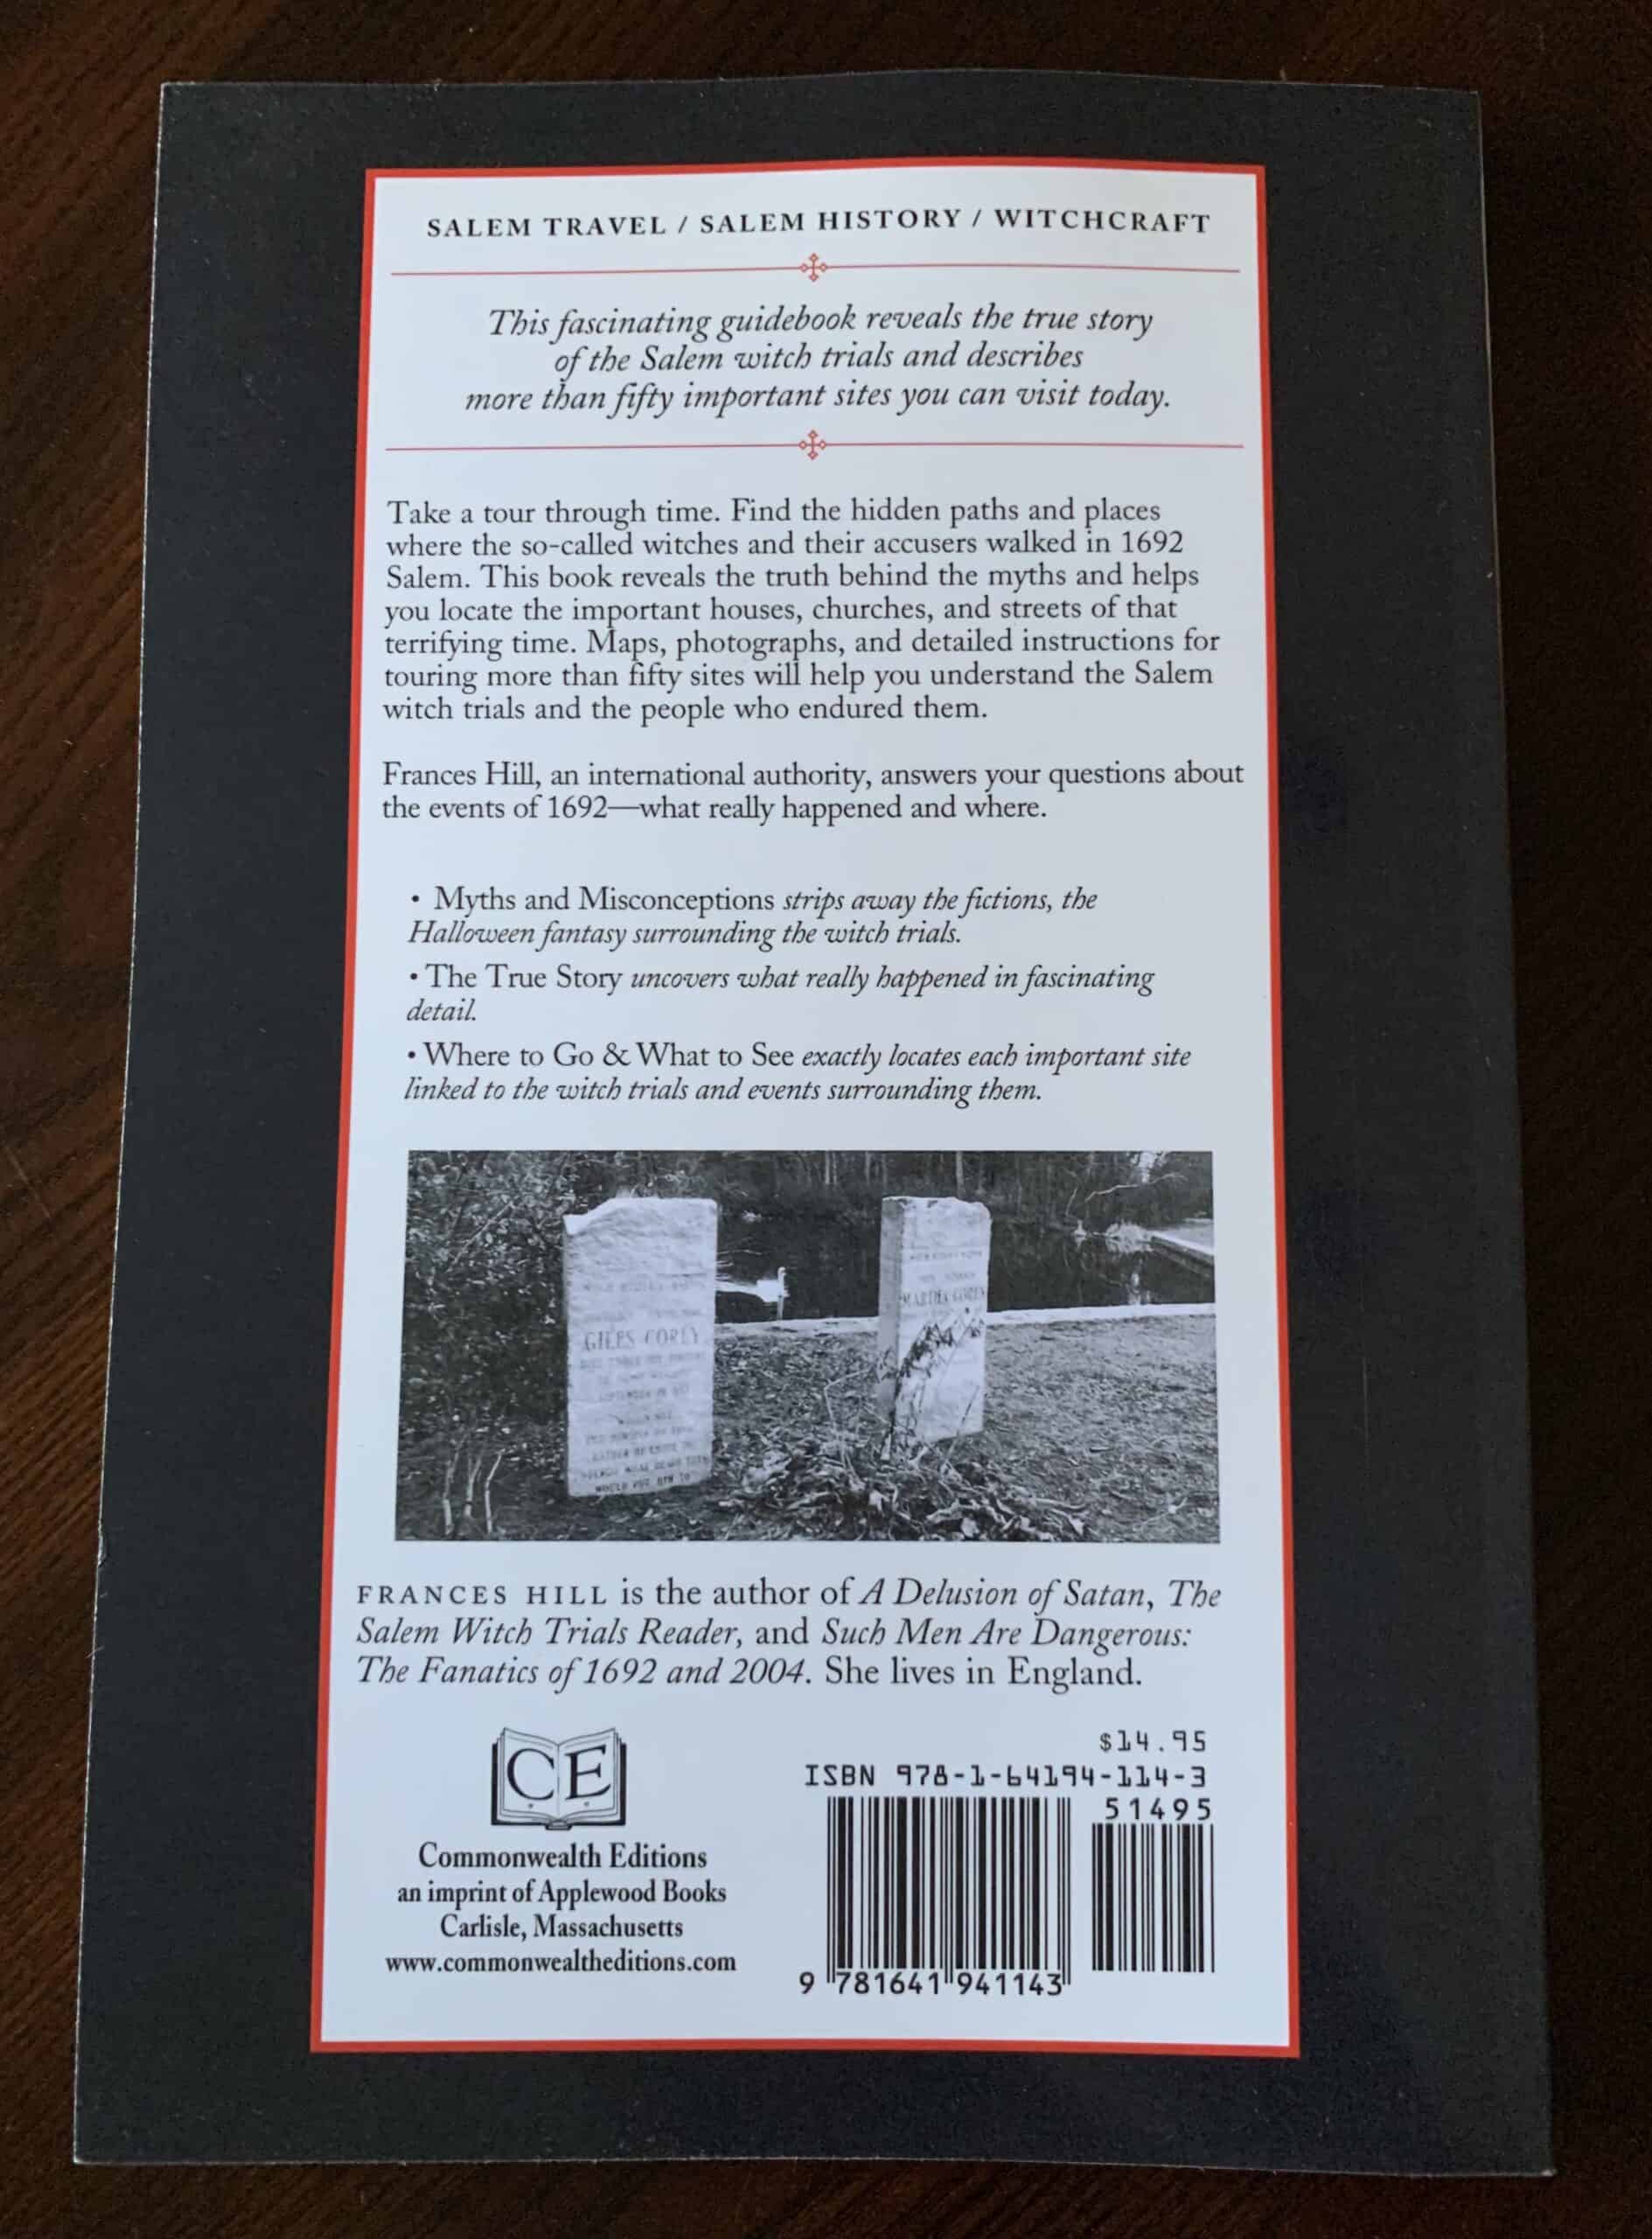 SALEM TRAVEL / SALEM HISTORY / WITCHCRAFT
This fascinating guidebook reveals the true story
of the Salem witch trials and describes
more than fifty important sites you can visit today.
Take a tour through time. Find the hidden paths and places
where the so-called witches and their accusers walked in 1692
Salem. This book reveals the truth behind the myths and helps
you locate the important houses, churches, and streets of that
terrifying time. Maps, photographs, and detailed instructions for
touring more than fifty sites will help you understand the Salem
witch trials and the people who endured them.
Frances Hill, an international authority, answers your questions about
the events of 1692—what really happened and where.
• Myths and Misconceptions strips away the fictions, the
Halloween fantasy surrounding the witch trials.
• The True Story uncovers what really happened in fascinating
detail.
• Where to Go & What to See exactly locates each important site
linked to the witch trials and events surrounding them.
GILES COREY
MARTHA COREY
FRANCES HILL is the author of A Delusion of Satan, The
Salem Witch Trials Reader, and Such Men Are Dangerous:
The Fanatics of 1692 and 2004. She lives in England.
CE
Commonwealth Editions
an imprint of Applewood Books
Carlisle, Massachusetts
www.commonwealtheditions.com
$14.95
ISBN 978-1-64194-114-3
51495
9 781641 941143